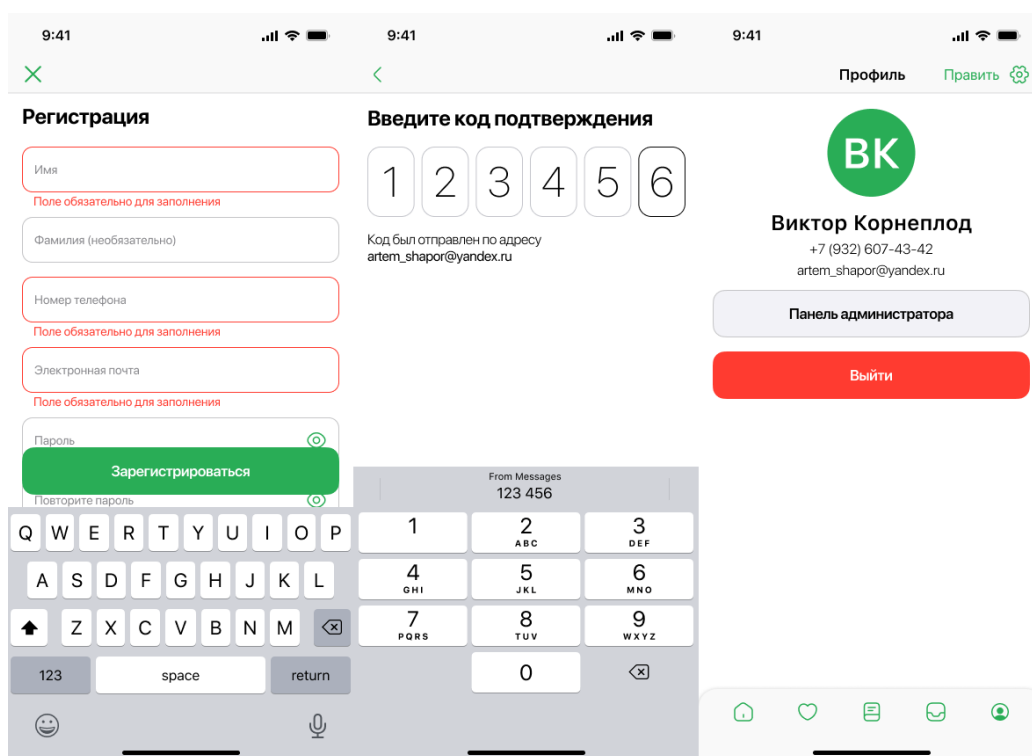 9:41
Регистрация
Имя
Поле обязательно для заполнения
Фамилия (необязательно)
Номер телефона
Поле обязательно для заполнения
Электронная почта
Поле обязательно для заполнения
Пароль
Зарегистрироваться
Повторите пароль
Q W E R T Y U I O P
A S D F G H J K L
Z X C V B N M
123 space return
9:41
Введите код подтверждения
1 2 3 4 5 6
Код был отправлен по адресу
artem_shapor@yandex.ru
From Messages
123 456
1 2 3
ABC DEF
4 5 6
GHI JKL MNO
7 8 9
PQRS TUV WXYZ
0
9:41
Профиль Править
ВК
Виктор Корнеплод
+7 (932) 607-43-42
artem_shapor@yandex.ru
Панель администратора
Выйти